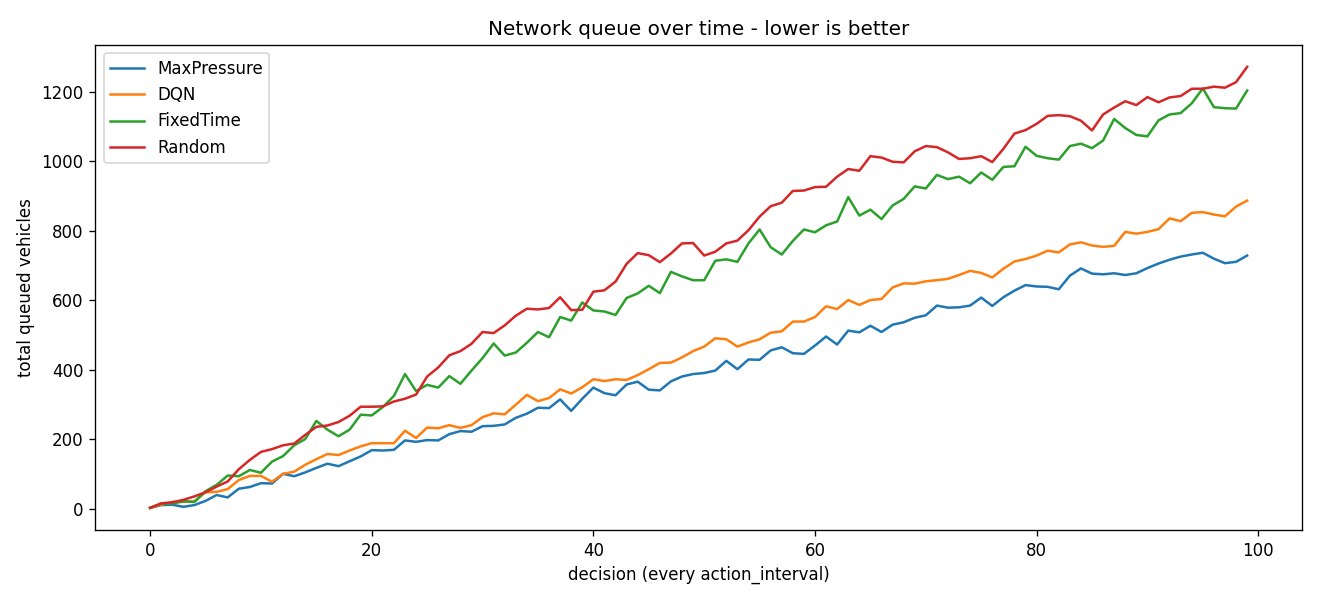 Network queue over time - lower is better
MaxPressure
DQN
FixedTime
Random
total queued vehicles
1200
1000
800
600
400
200
0
0 20 40 60 80 100
decision (every action_interval)